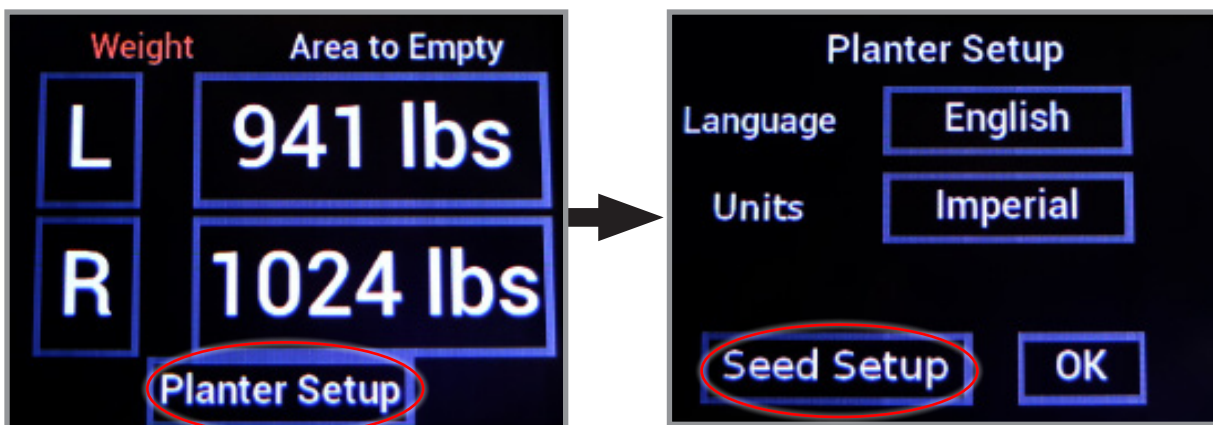 Weight Area to Empty
L 941 lbs
R 1024 lbs
Planter Setup
Planter Setup
Language English
Units Imperial
Seed Setup OK